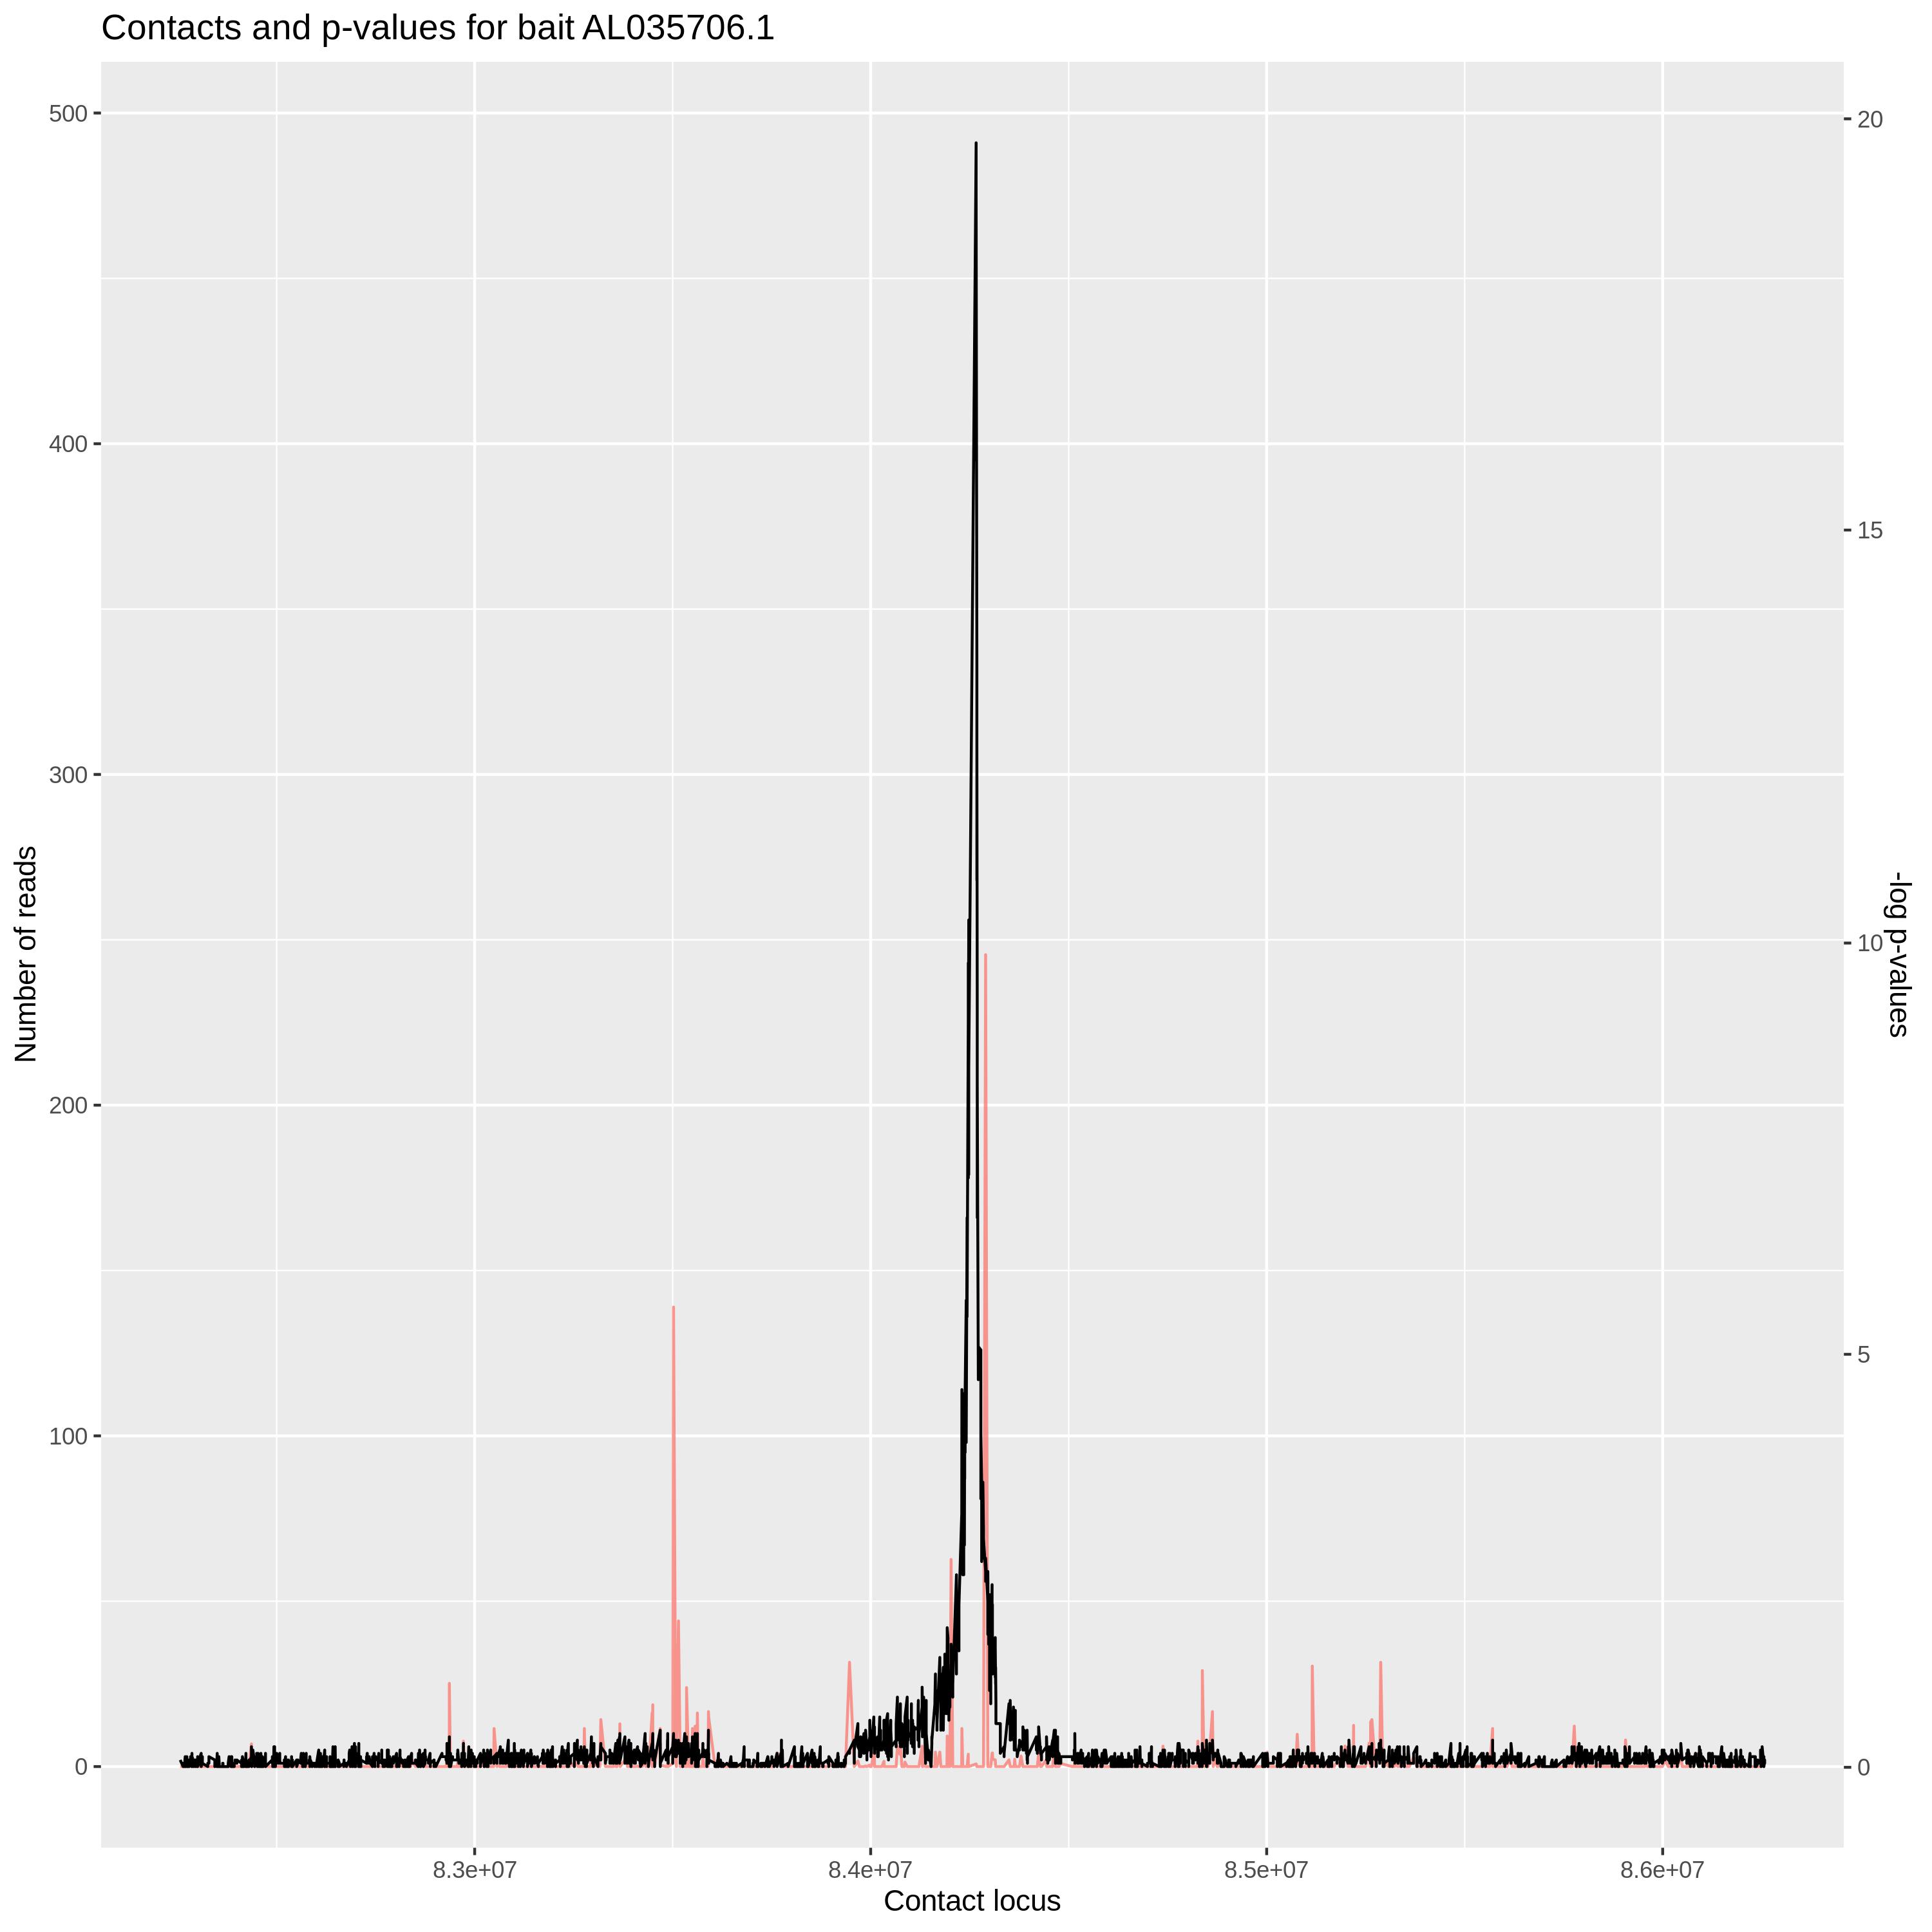 Contacts and p-values for bait AL035706.1
500
400
300
200
100
0
Number of reads
20
15
10
5
0
-log p-values
8.3e+07 8.4e+07 8.5e+07 8.6e+07
Contact locus